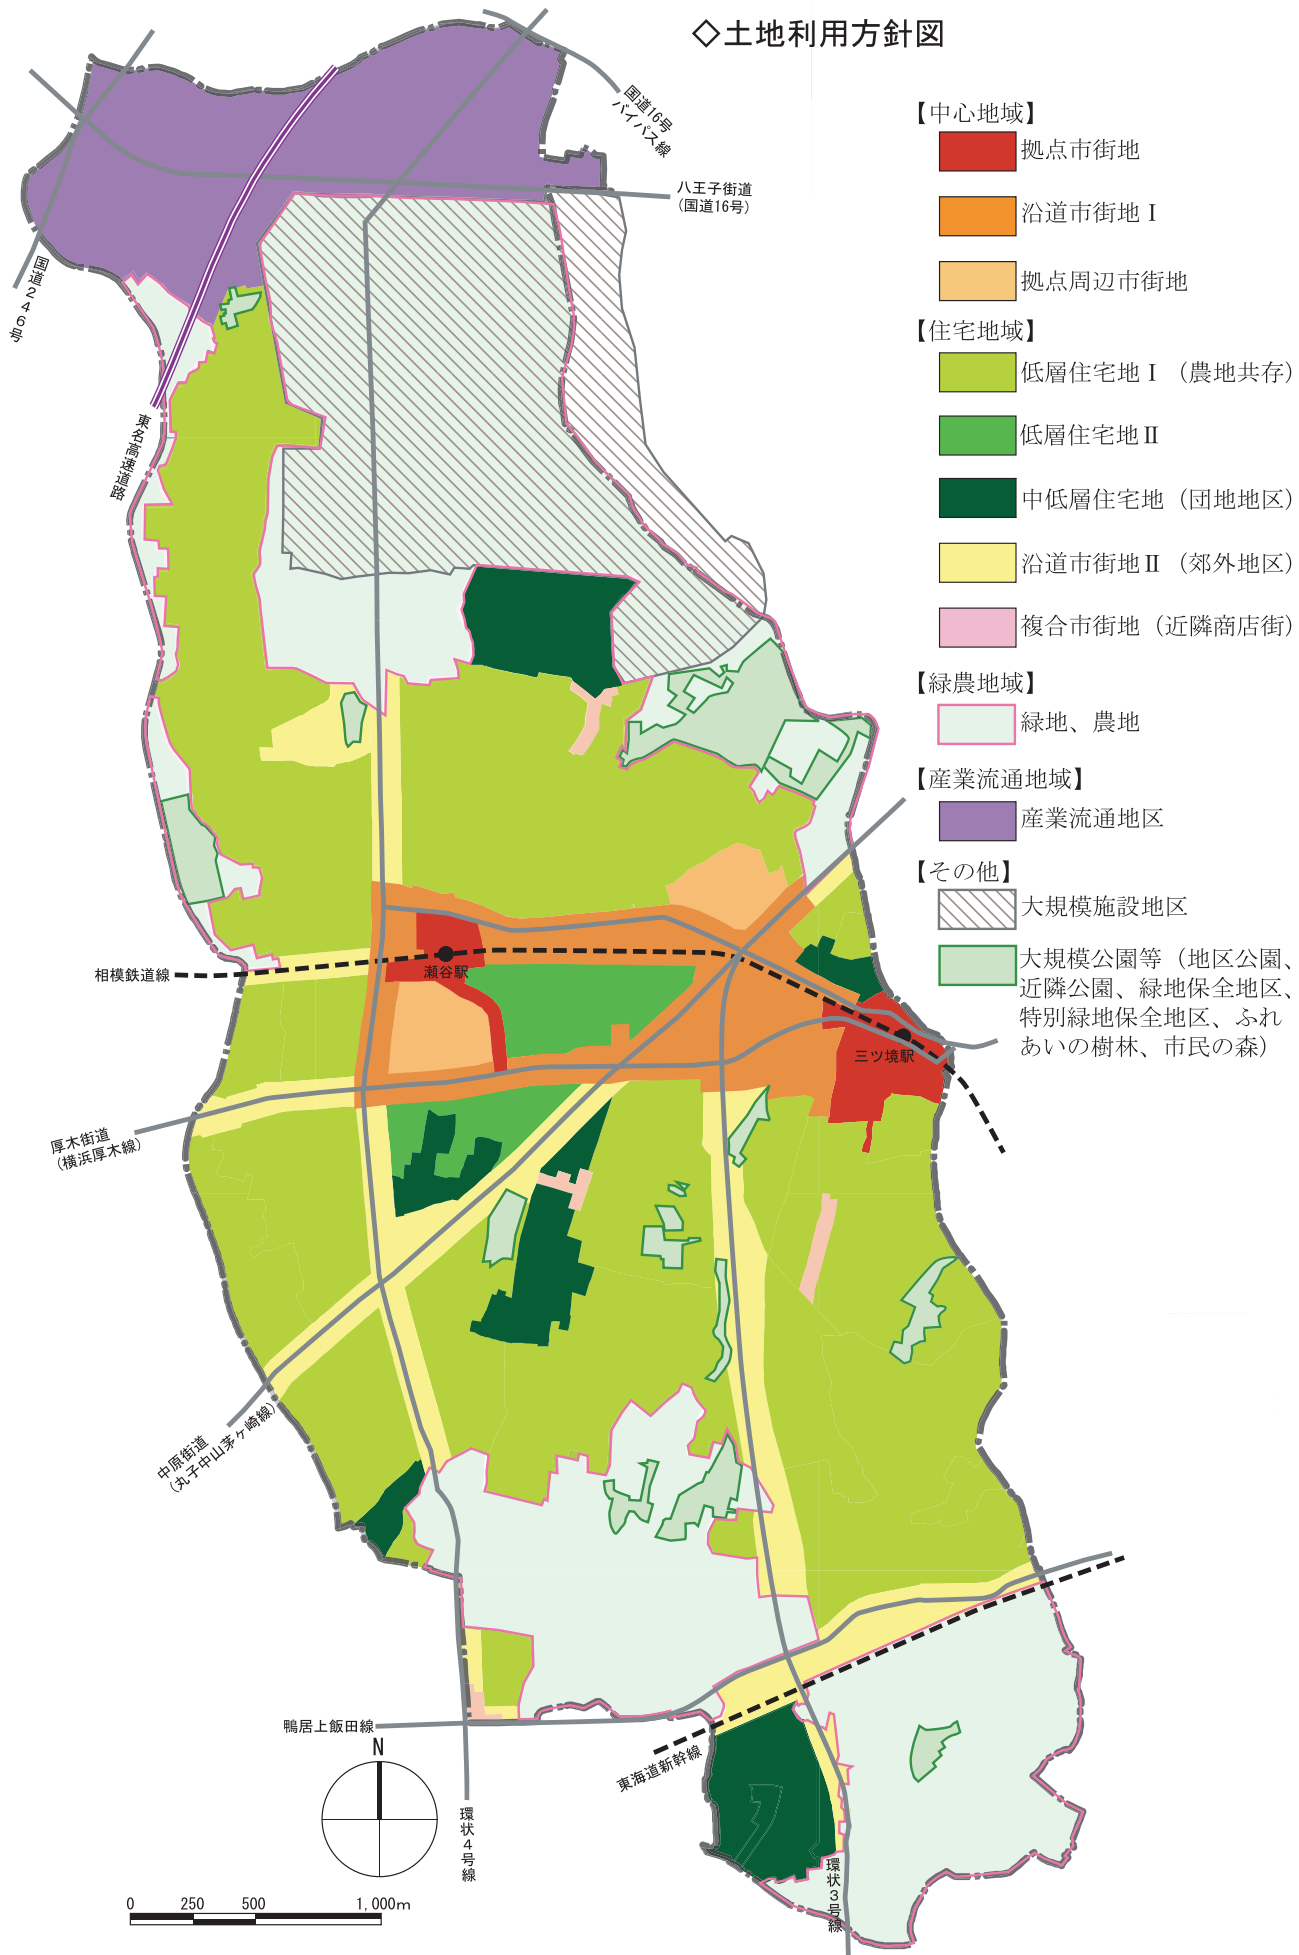 ◇土地利用方針図
【中心地域】
拠点市街地
沿道市街地Ⅰ
拠点周辺市街地
【住宅地域】
低層住宅地Ⅰ（農地共存）
低層住宅地Ⅱ
中低層住宅地（団地地区）
沿道市街地Ⅱ（郊外地区）
複合市街地（近隣商店街）
【緑農地域】
緑地、農地
【産業流通地域】
産業流通地区
【その他】
大規模施設地区
大規模公園等（地区公園、
近隣公園、緑地保全地区、
特別緑地保全地区、ふれ
あいの樹林、市民の森）
国道16号
バイパス線
八王子街道
（国道16号）
国道246号
東名高速道路
相模鉄道線
瀬谷駅
三ツ境駅
厚木街道
（横浜厚木線）
中原街道
（丸子中山茅ヶ崎線）
鴨居上飯田線
東海道新幹線
環状4号線
環状3号線
N
0 250 500 1,000m